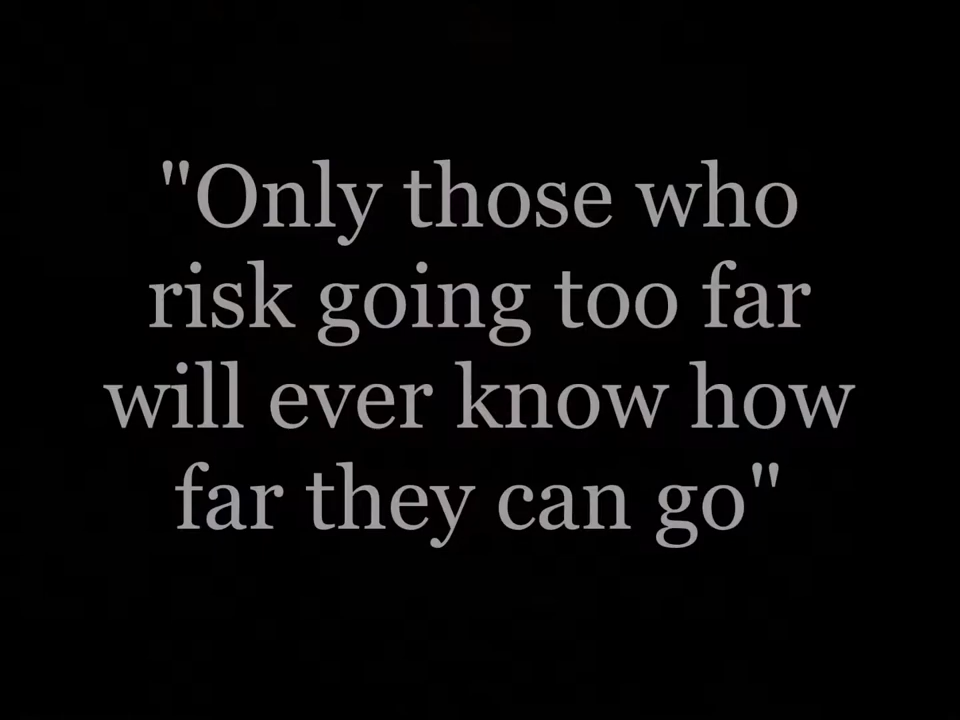 "Only those who
risk going too far
will ever know how
far they can go"